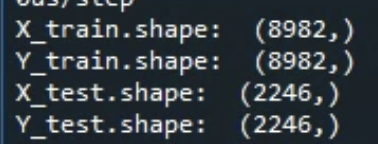 X_train.shape:  (8982,)
Y_train.shape:  (8982,)
X_test.shape:  (2246,)
Y_test.shape:  (2246,)